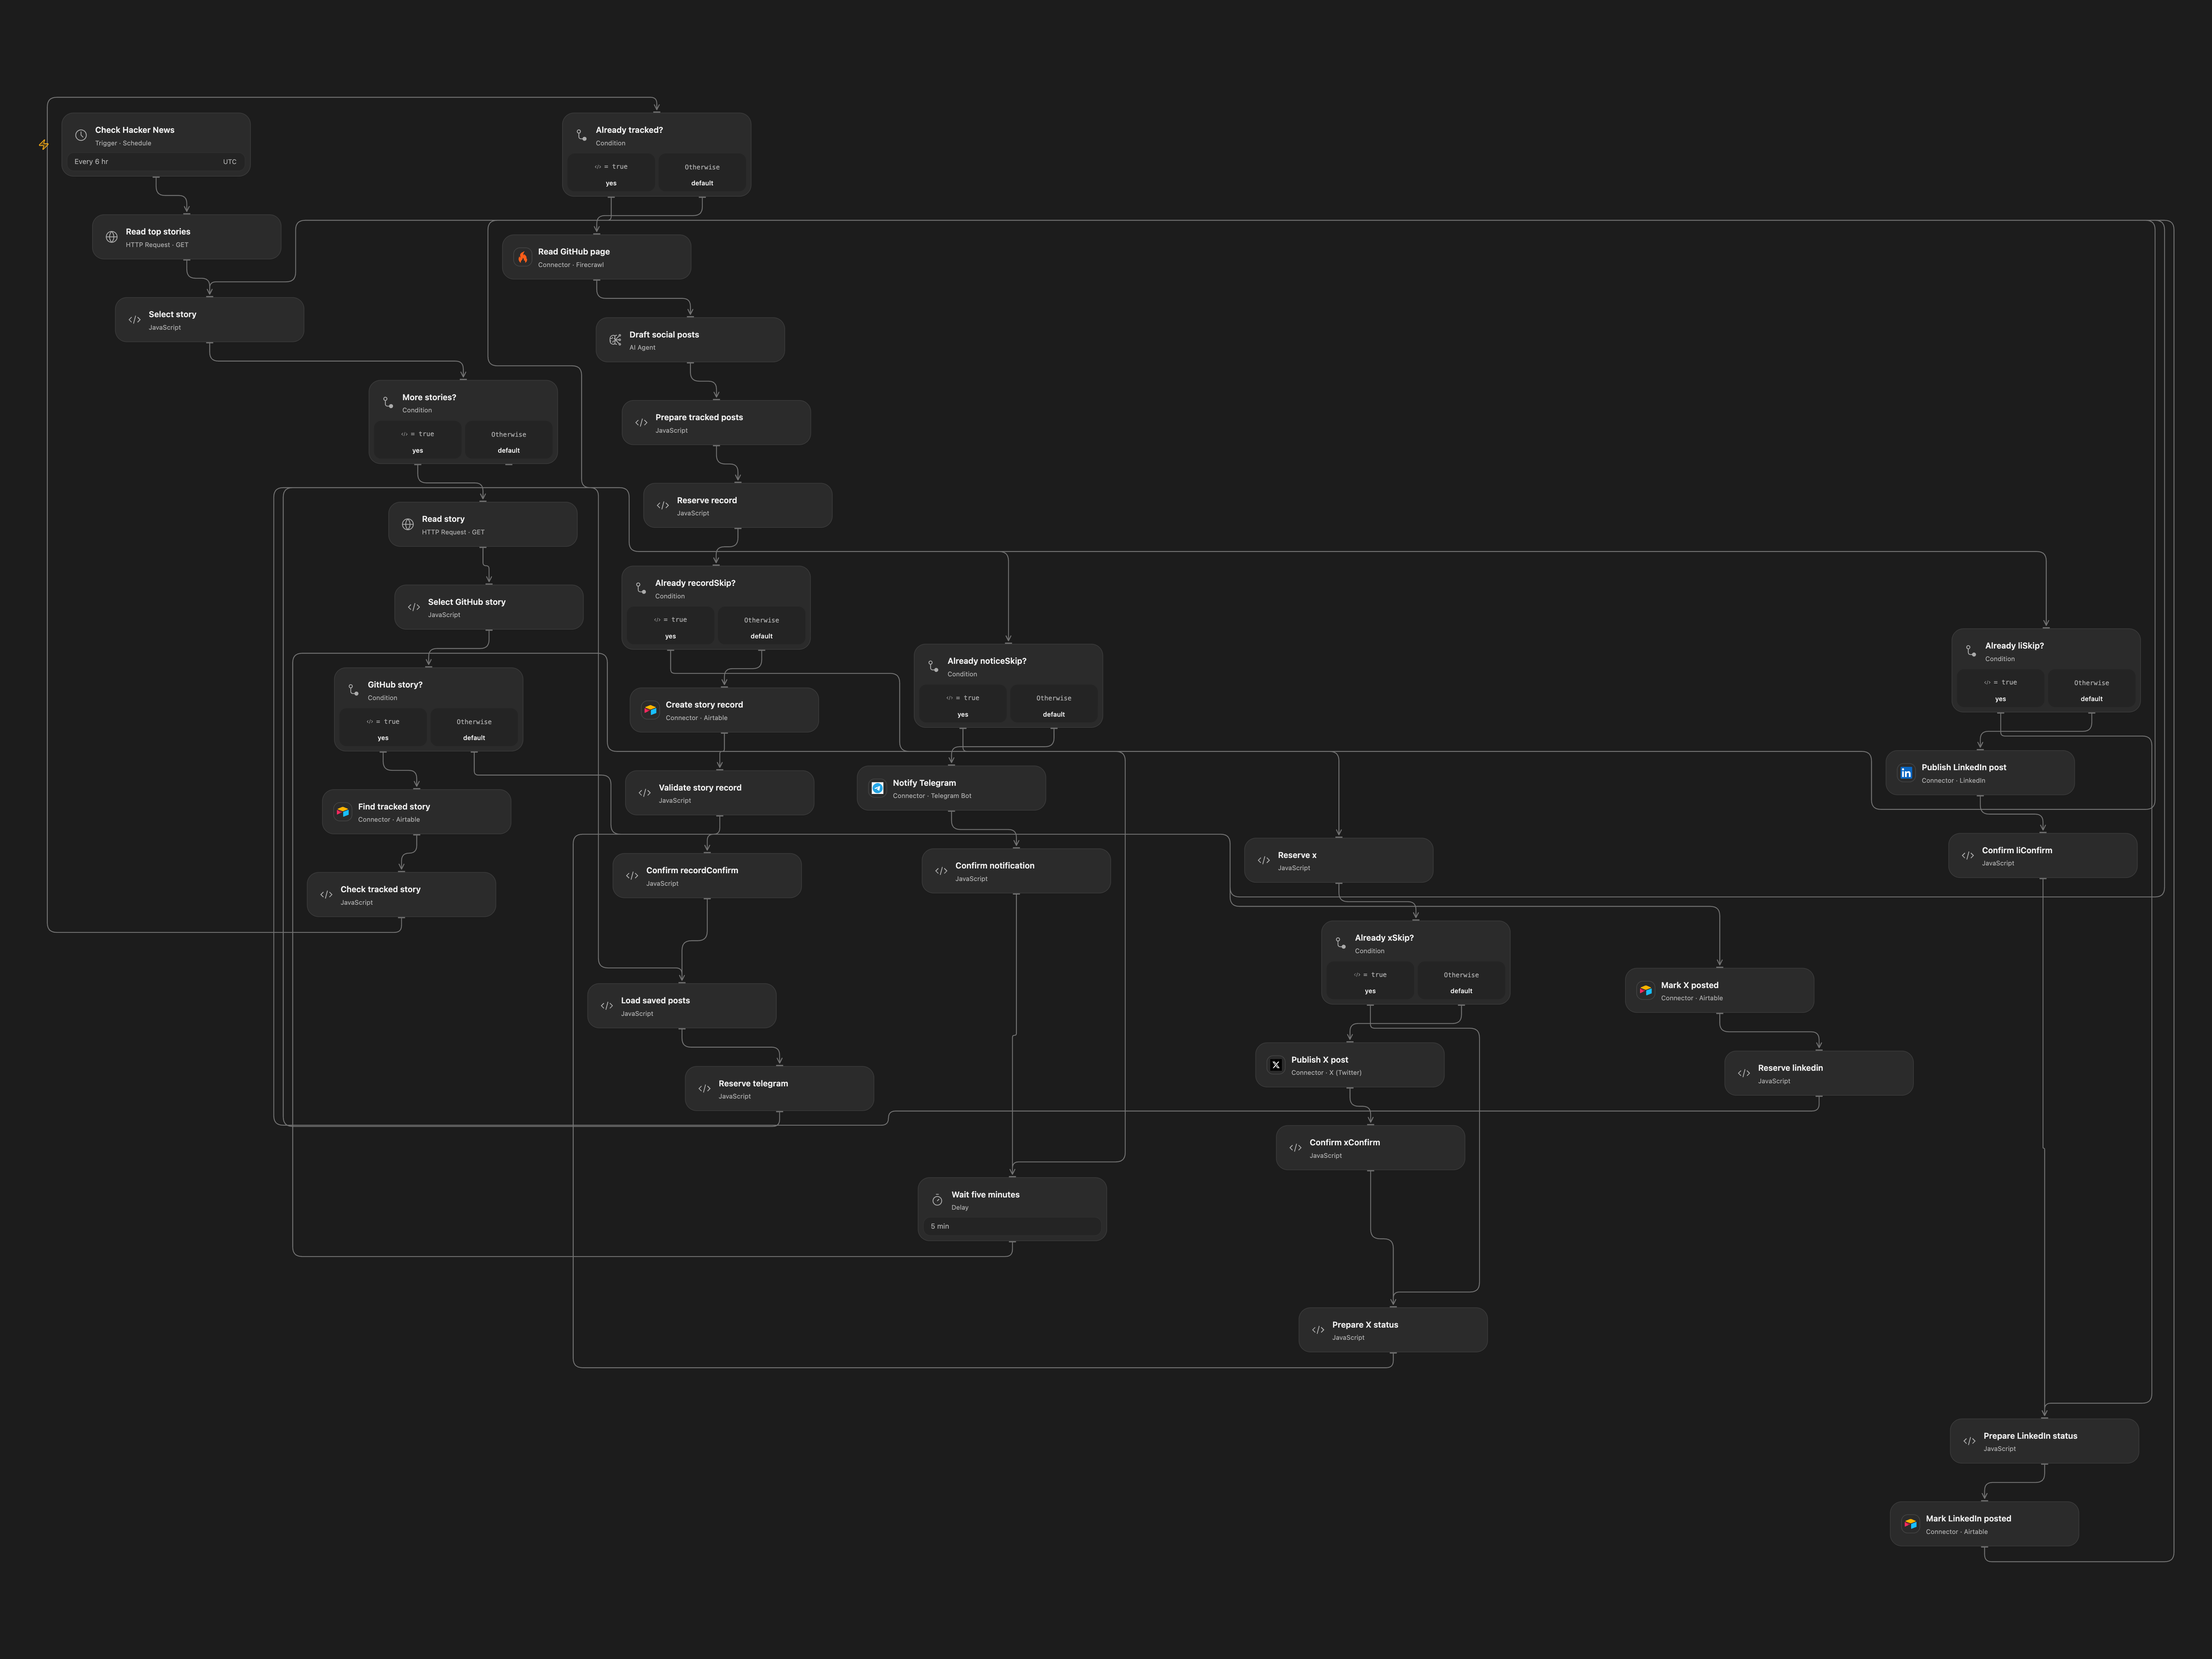 Check Hacker News
Trigger · Schedule
Every 6 hr UTC
Read top stories
HTTP Request · GET
Select story
JavaScript
More stories?
Condition
</> = true Otherwise
yes default
Read story
HTTP Request · GET
Select GitHub story
JavaScript
GitHub story?
Condition
</> = true Otherwise
yes default
Find tracked story
Connector · Airtable
Check tracked story
JavaScript
Already tracked?
Condition
</> = true Otherwise
yes default
Read GitHub page
Connector · Firecrawl
Draft social posts
AI Agent
Prepare tracked posts
JavaScript
Reserve record
JavaScript
Already recordSkip?
Condition
</> = true Otherwise
yes default
Create story record
Connector · Airtable
Validate story record
JavaScript
Confirm recordConfirm
JavaScript
Load saved posts
JavaScript
Reserve telegram
JavaScript
Already noticeSkip?
Condition
</> = true Otherwise
yes default
Notify Telegram
Connector · Telegram Bot
Confirm notification
JavaScript
Wait five minutes
Delay
5 min
Reserve x
JavaScript
Already xSkip?
Condition
</> = true Otherwise
yes default
Publish X post
Connector · X (Twitter)
Confirm xConfirm
JavaScript
Prepare X status
JavaScript
Mark X posted
Connector · Airtable
Reserve linkedin
JavaScript
Already liSkip?
Condition
</> = true Otherwise
yes default
Publish LinkedIn post
Connector · LinkedIn
Confirm liConfirm
JavaScript
Prepare LinkedIn status
JavaScript
Mark LinkedIn posted
Connector · Airtable